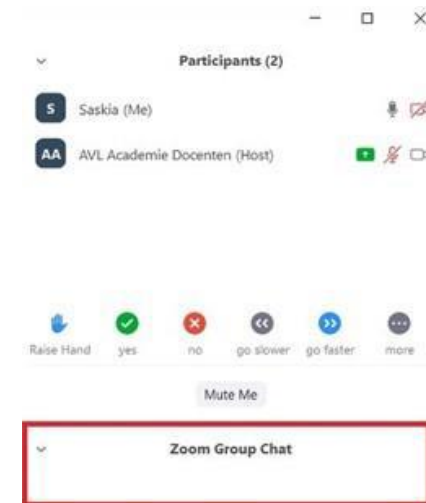 Participants (2)
S Saskia (Me)
AA AVL Academie Docenten (Host)
Raise Hand yes no go slower go faster more
Mute Me
Zoom Group Chat